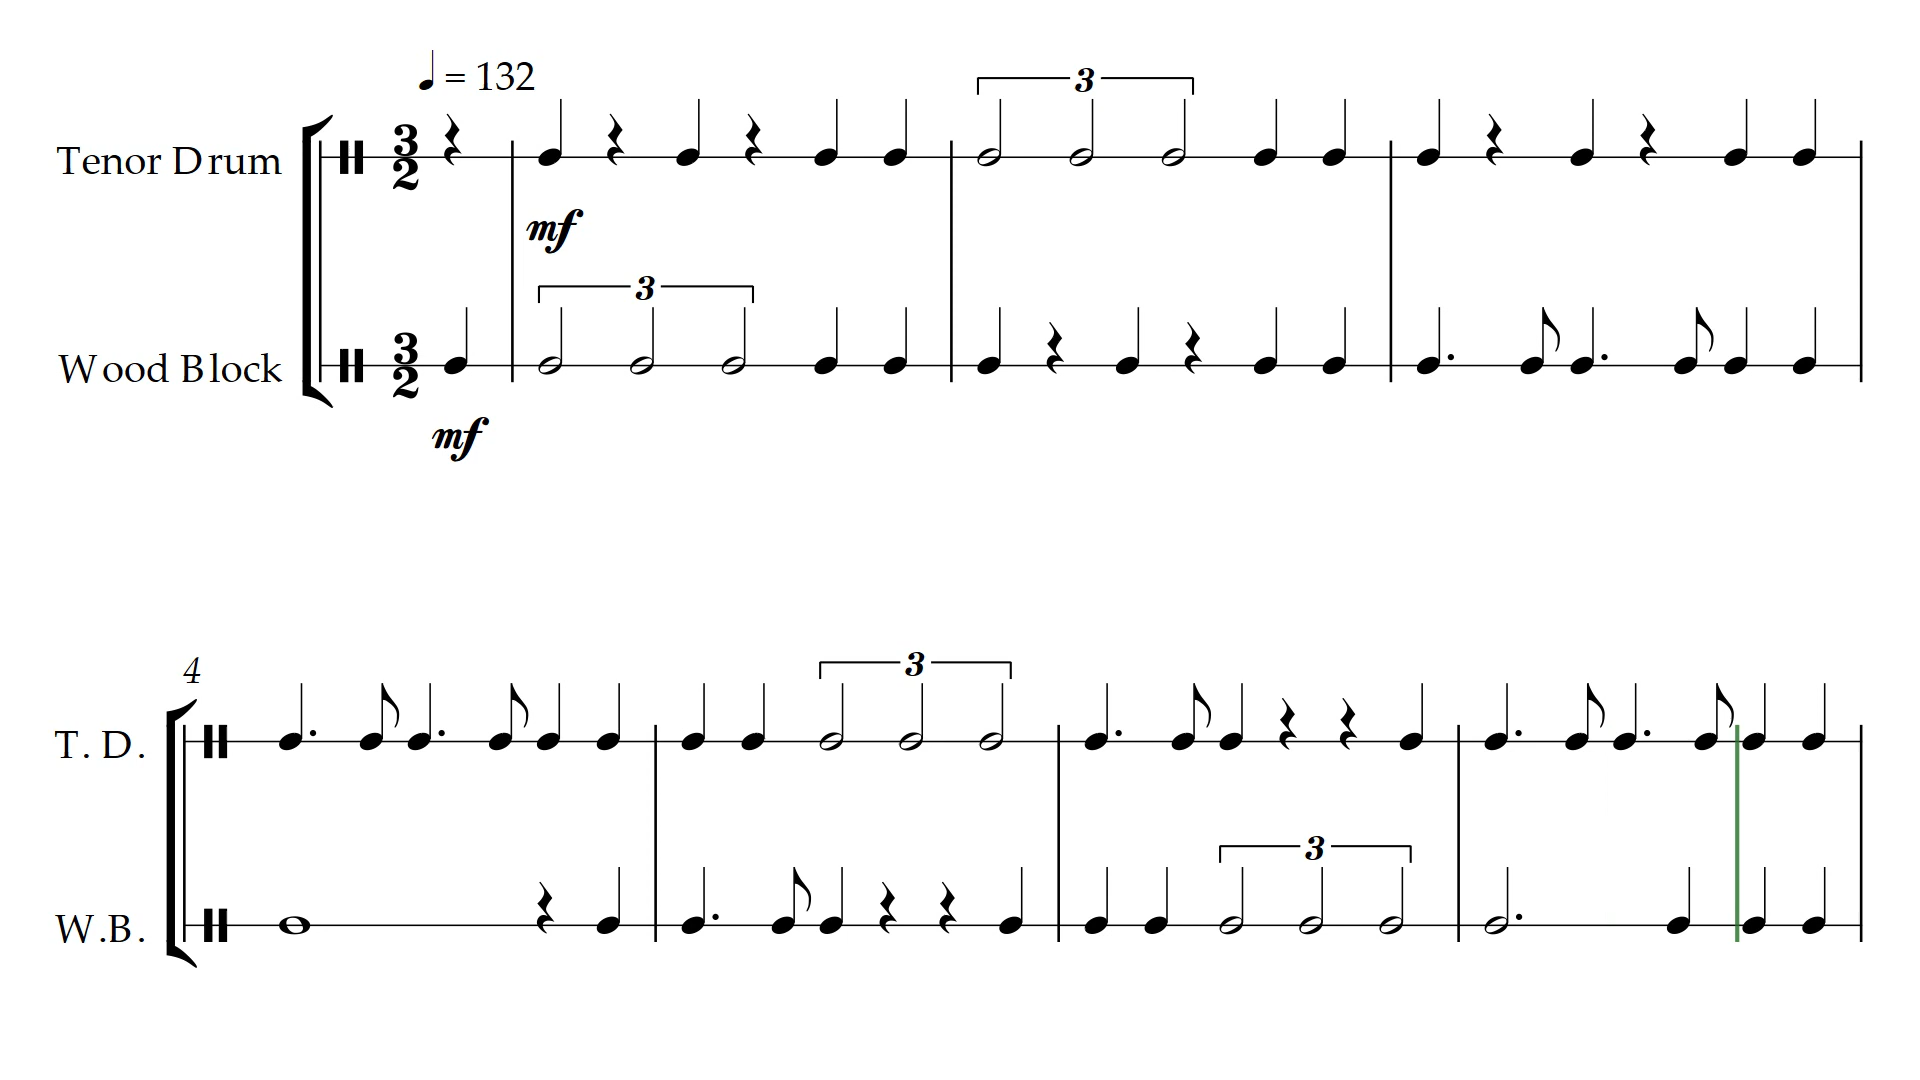 ♩ = 132
3
Tenor Drum
3
2
mf
3
Wood Block
3
2
mf
4
3
T. D.
3
W.B.